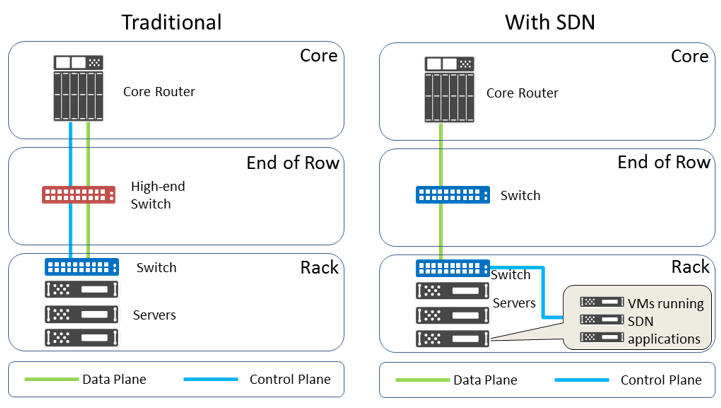 Traditional
Core
Core Router
End of Row
High-end
Switch
Rack
Switch
Servers
Data Plane
Control Plane
With SDN
Core
Core Router
End of Row
Switch
Rack
Switch
Servers
VMs running
SDN
applications
Data Plane
Control Plane